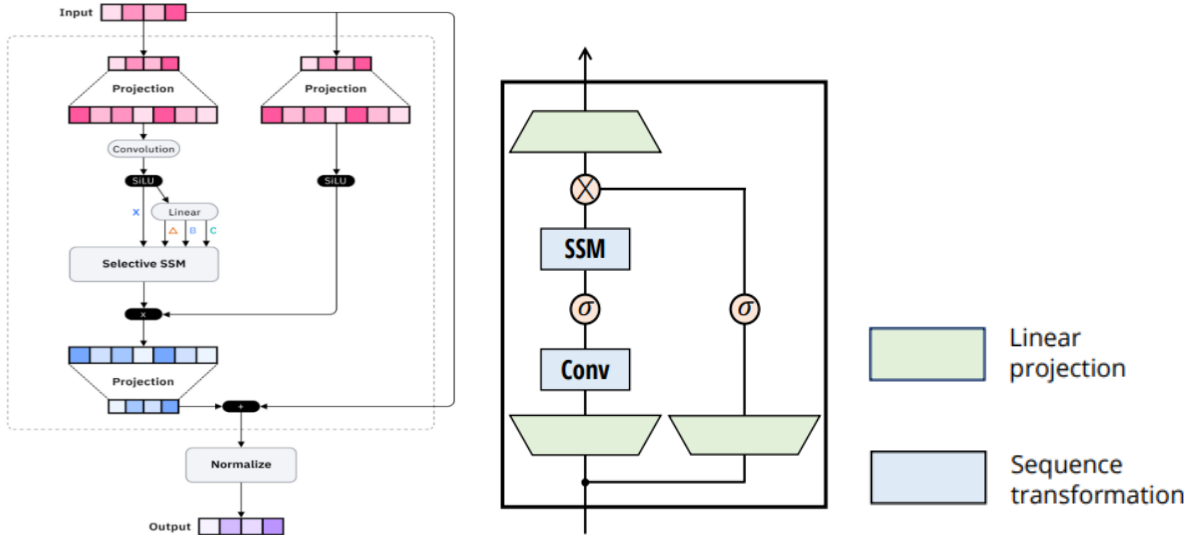 Input
Projection
Projection
Convolution
SiLU
SiLU
X
Linear
△
B
C
Selective SSM
x
Projection
+
Normalize
Output
X
SSM
σ
σ
Conv
Linear
projection
Sequence
transformation